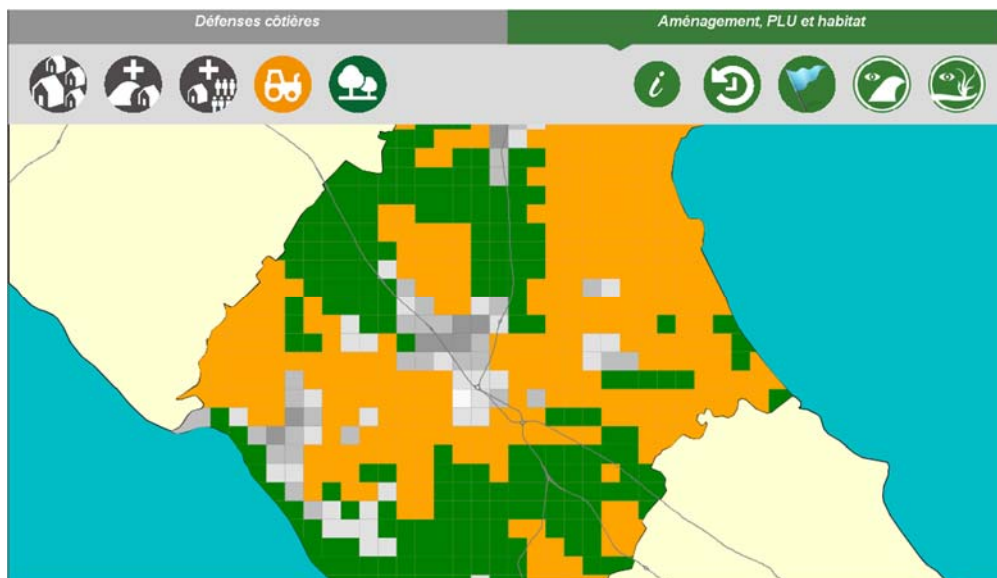 Défenses côtières
Aménagement, PLU et habitat
i